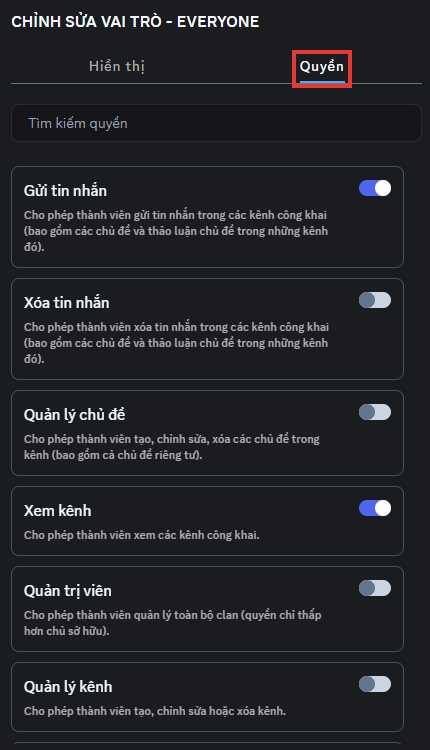 CHỈNH SỬA VAI TRÒ - EVERYONE
Hiển thị
Quyền
Tìm kiếm quyền
Gửi tin nhắn
Cho phép thành viên gửi tin nhắn trong các kênh công khai
(bao gồm các chủ đề và thảo luận chủ đề trong những kênh
đó).
Xóa tin nhắn
Cho phép thành viên xóa tin nhắn trong các kênh công khai
(bao gồm các chủ đề và thảo luận chủ đề trong những kênh
đó).
Quản lý chủ đề
Cho phép thành viên tạo, chỉnh sửa, xóa các chủ đề trong
kênh (bao gồm cả chủ đề riêng tư).
Xem kênh
Cho phép thành viên xem các kênh công khai.
Quản trị viên
Cho phép thành viên quản lý toàn bộ clan (quyền chỉ thấp
hơn chủ sở hữu).
Quản lý kênh
Cho phép thành viên tạo, chỉnh sửa hoặc xóa kênh.